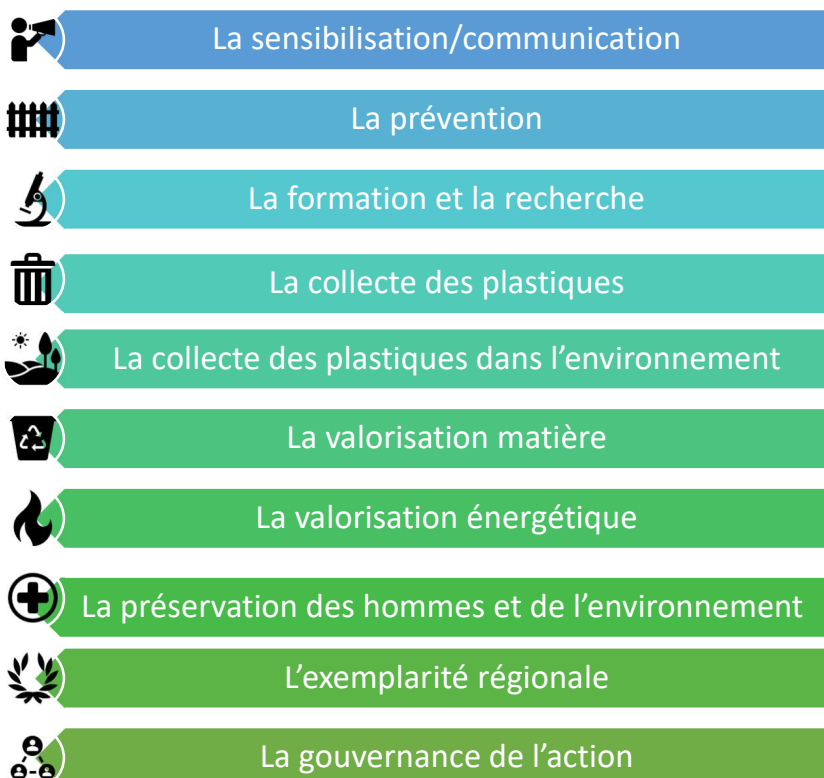 La sensibilisation/communication
La prévention
La formation et la recherche
La collecte des plastiques
La collecte des plastiques dans l’environnement
La valorisation matière
La valorisation énergétique
La préservation des hommes et de l’environnement
L’exemplarité régionale
La gouvernance de l’action